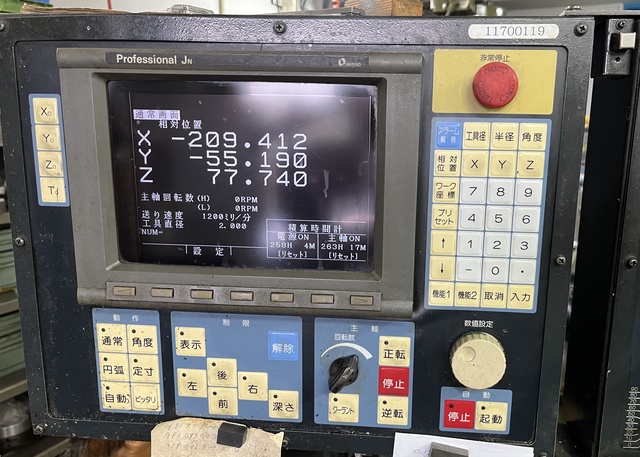 11700119
Professional JN
非常停止
通常画面
相対位置
X -209.412
Y -55.190
Z 77.740
主軸回転数 (H) 0RPM
(L) 0RPM
送り速度 1200ミリ/分
工具直径 2.000
NUM=
積算時間計
電源ON 主軸ON
259H 4M 263H 17M
[リセット] [リセット]
設定
X₀
Y₀
Z₀
アラーム解除 工具径 半径 角度
相対位置 X Y Z
ワーク座標 7 8 9
プリセット 4 5 6
↑ 1 2 3
↓ - 0 .
機能1 機能2 取消 入力
動作
通常 角度
円弧 定寸
自動 ピッタリ
制限
表示 解除
左 後 右
前 深さ
主軸
回転数
正転
停止
クーラント 逆転
数値設定
自動
停止 起動